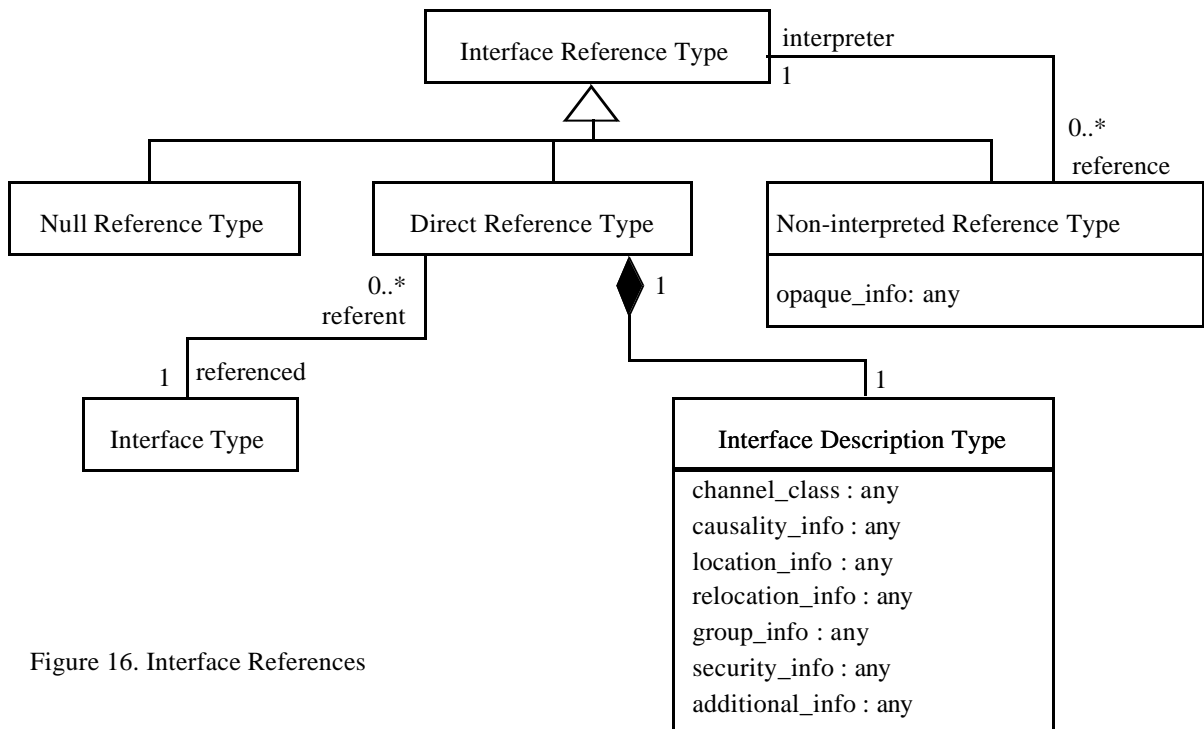 Interface Reference Type
interpreter
1
0..*
reference
Null Reference Type
Direct Reference Type
Non-interpreted Reference Type
opaque_info: any
0..*
referent
1
1
referenced
1
Interface Type
Interface Description Type
channel_class : any
causality_info : any
location_info : any
relocation_info : any
group_info : any
security_info : any
additional_info : any
Figure 16. Interface References